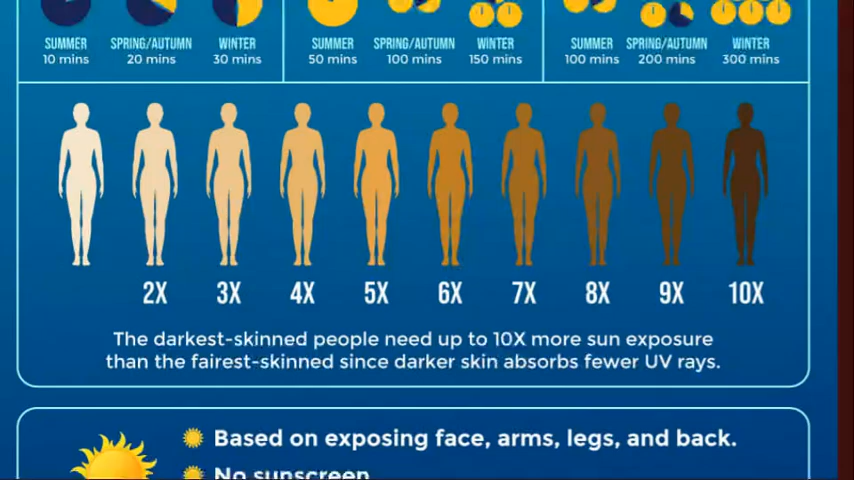 SUMMER SPRING/AUTUMN WINTER SUMMER SPRING/AUTUMN WINTER SUMMER SPRING/AUTUMN WINTER
10 mins 20 mins 30 mins 50 mins 100 mins 150 mins 100 mins 200 mins 300 mins
2X 3X 4X 5X 6X 7X 8X 9X 10X
The darkest-skinned people need up to 10X more sun exposure
than the fairest-skinned since darker skin absorbs fewer UV rays.
Based on exposing face, arms, legs, and back.
No sunscreen